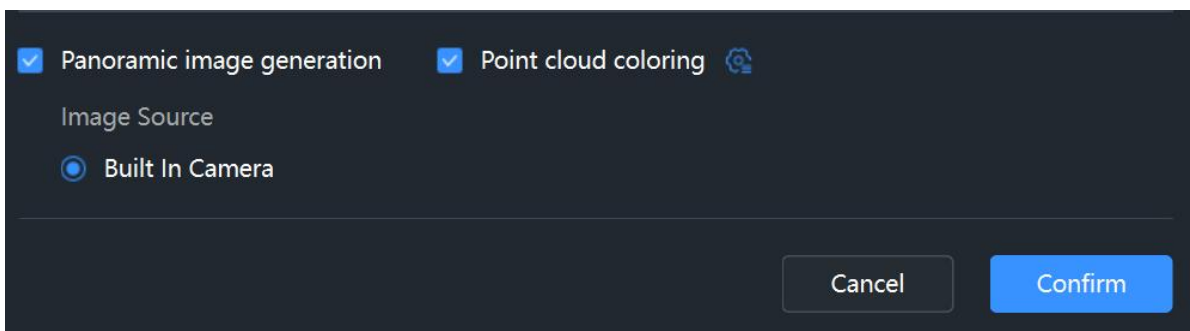 Panoramic image generation Point cloud coloring
Image Source
Built In Camera
Cancel Confirm